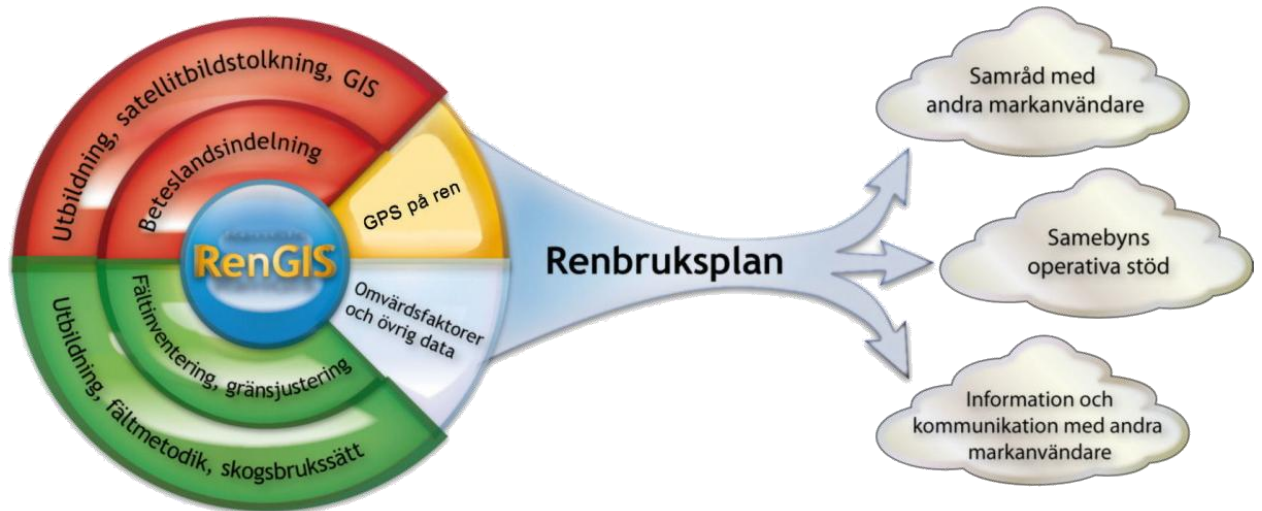 Utbildning, satellitbildstolkning, GIS
Beteslandsindelning
GPS på ren
RenGIS
Omvärdsfaktorer
och övrig data
Fältinventering, gränsjustering
Utbildning, fältmetodik, skogsbrukssätt
Renbruksplan
Samråd med
andra markanvändare
Samebyns
operativa stöd
Information och
kommunikation med andra
markanvändare